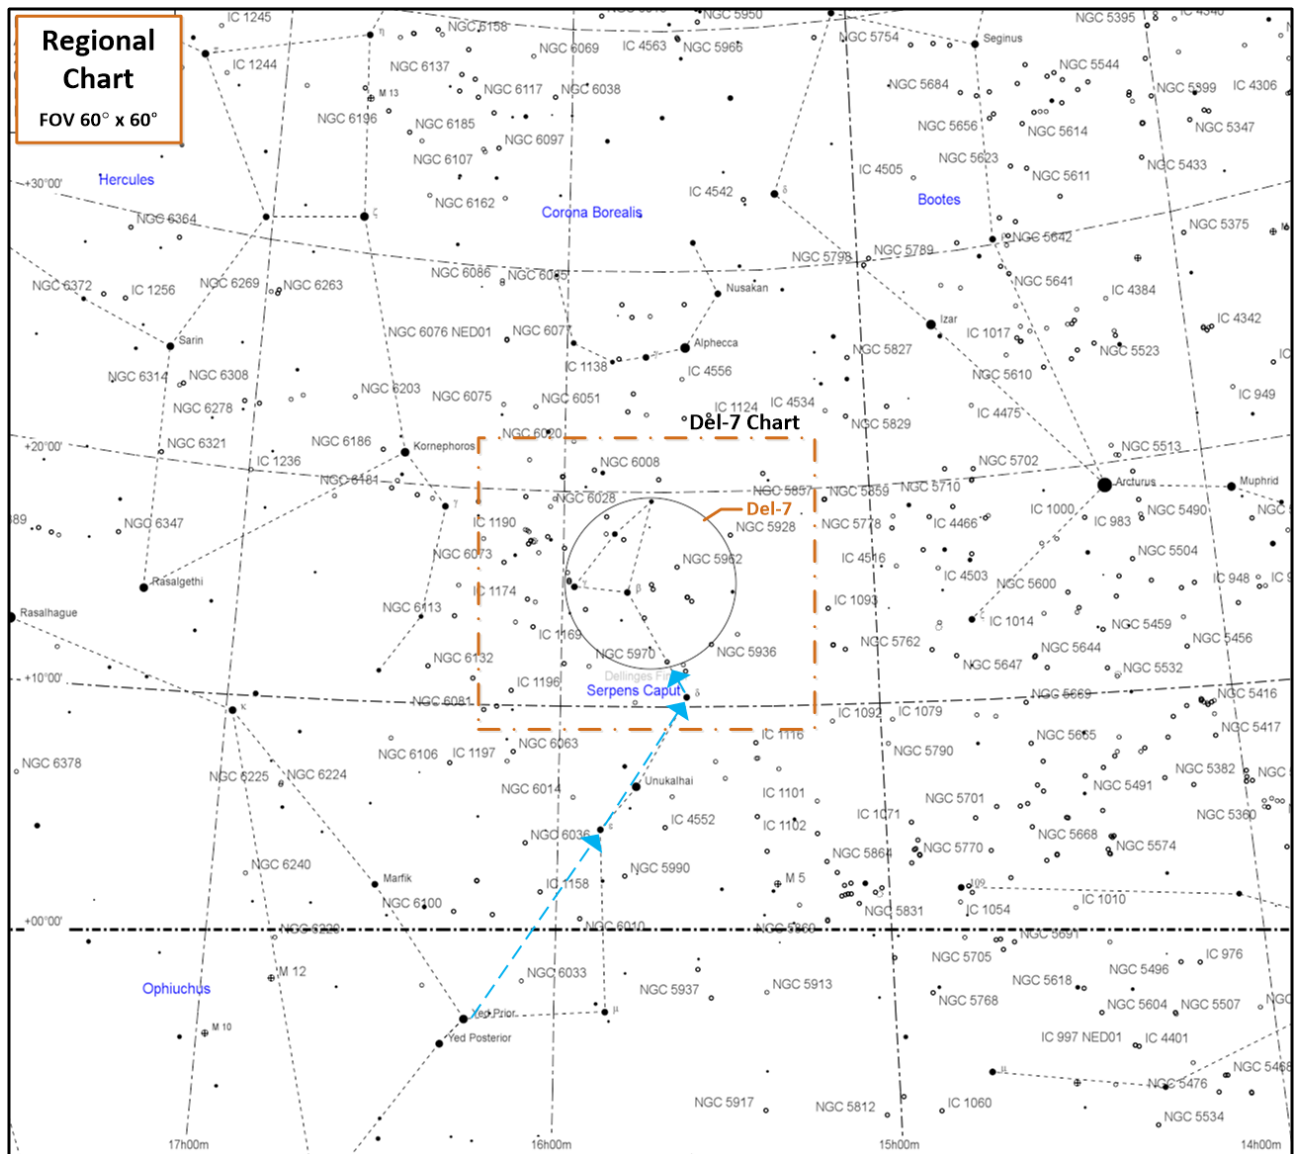 Regional
Chart
FOV 60° x 60°
IC 1245
NGC 6158
NGC 5950
NGC 5395
IC 4563
NGC 5966
NGC 5754
Seginus
η
NGC 6069
IC 1244
NGC 6137
NGC 5544
M 13
NGC 6117
NGC 6038
NGC 5684
NGC 5399
IC 4306
NGC 6196
NGC 6185
NGC 6097
NGC 5656
NGC 5614
NGC 5347
NGC 6107
NGC 5623
NGC 5433
+30°00'
Hercules
IC 4505
NGC 5611
IC 4542
δ
NGC 6162
Bootes
Corona Borealis
NGC 6364
ζ
NGC 5375
NGC 5642
NGC 5798
NGC 5789
NGC 6372
IC 1256
NGC 6269
NGC 6263
NGC 6086
NGC 6085
NGC 5641
Nusakan
IC 4384
Izar
IC 4342
NGC 6076 NED01
NGC 6077
IC 1017
Sarin
Alphecca
γ
NGC 5827
NGC 5523
IC 1138
NGC 6314
NGC 6308
IC 4556
NGC 5610
NGC 6203
NGC 6075
NGC 6051
IC 949
NGC 6278
IC 1124
IC 4534
IC 4475
Del-7 Chart
NGC 5829
+20°00'
NGC 6321
NGC 6186
Kornephoros
NGC 6020
NGC 5513
IC 1236
NGC 6008
NGC 5702
NGC 6181
Arcturus
Muphrid
NGC 5857
NGC 5859
NGC 5710
NGC 6028
γ
Del-7
IC 1000
IC 983
NGC 5490
NGC 6347
IC 1190
NGC 5928
NGC 5778
IC 4466
NGC 6073
NGC 5962
IC 4516
NGC 5504
Rasalgethi
IC 4503
NGC 5600
IC 948
γ
β
IC 1174
Rasalhague
NGC 6113
IC 1093
ζ
IC 1014
NGC 5459
IC 1169
NGC 5762
NGC 5456
NGC 5970
NGC 5936
NGC 5644
NGC 6132
NGC 5647
NGC 5532
+10°00'
IC 1196
Serpens Caput
δ
NGC 6081
NGC 5669
NGC 5416
κ
IC 1092
IC 1079
IC 1116
NGC 5665
NGC 5417
NGC 6106
IC 1197
NGC 6063
NGC 5790
NGC 6378
NGC 6225
NGC 6224
Unukalhai
NGC 5382
NGC 6014
IC 1101
NGC 5491
NGC 5701
IC 4552
IC 1071
NGC 5360
NGC 6036
ε
IC 1102
NGC 5668
NGC 5864
NGC 5770
NGC 5574
NGC 6240
NGC 5990
Marfik
IC 1158
M 5
109
NGC 6100
IC 1054
IC 1010
NGC 5831
+00°00'
NGC 6010
NGC 5691
NGC 5705
IC 976
M 12
NGC 6033
NGC 5496
NGC 5618
Ophiuchus
NGC 5937
NGC 5913
NGC 5768
NGC 5604
NGC 5507
Yed Prior
μ
M 10
Yed Posterior
IC 997 NED01
IC 4401
μ
NGC 5468
NGC 5476
NGC 5917
NGC 5812
IC 1060
NGC 5534
17h00m
16h00m
15h00m
14h00m